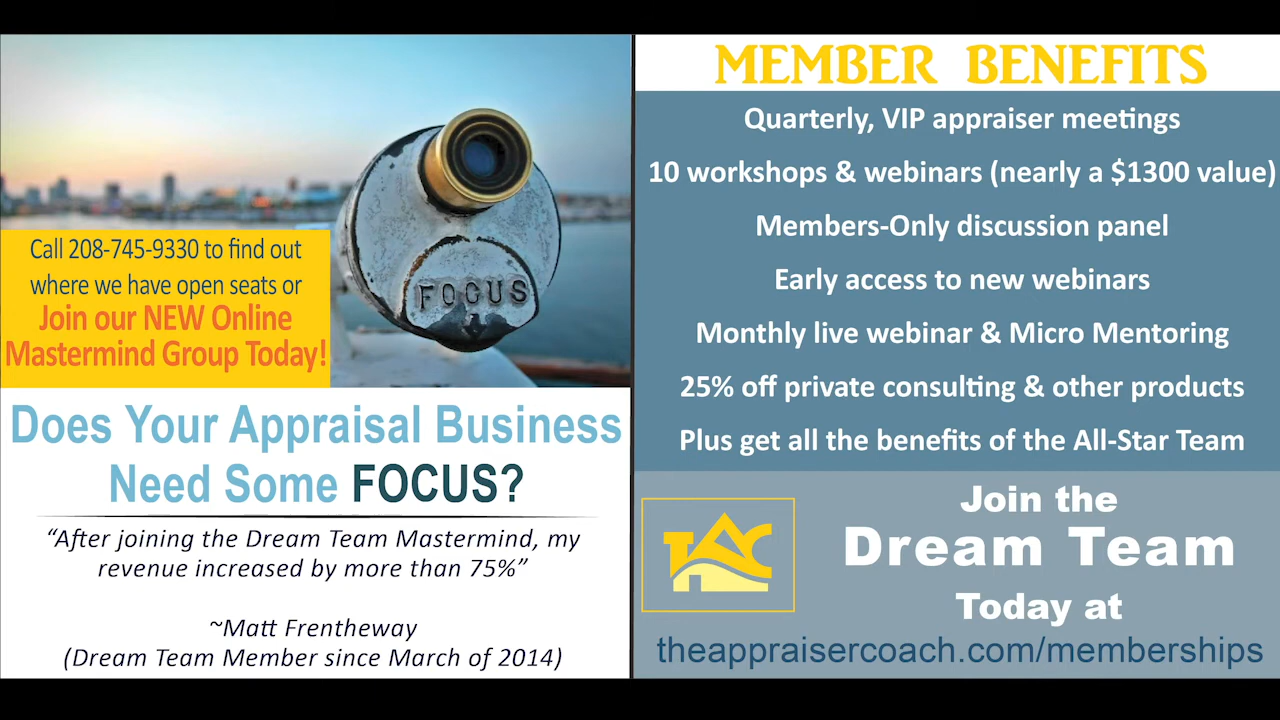 Call 208-745-9330 to find out
where we have open seats or
Join our NEW Online
Mastermind Group Today!
FOCUS
Does Your Appraisal Business
Need Some FOCUS?
“After joining the Dream Team Mastermind, my
revenue increased by more than 75%”
~Matt Frentheway
(Dream Team Member since March of 2014)
MEMBER BENEFITS
Quarterly, VIP appraiser meetings
10 workshops & webinars (nearly a $1300 value)
Members-Only discussion panel
Early access to new webinars
Monthly live webinar & Micro Mentoring
25% off private consulting & other products
Plus get all the benefits of the All-Star Team
TAC
Join the
Dream Team
Today at
theappraisercoach.com/memberships